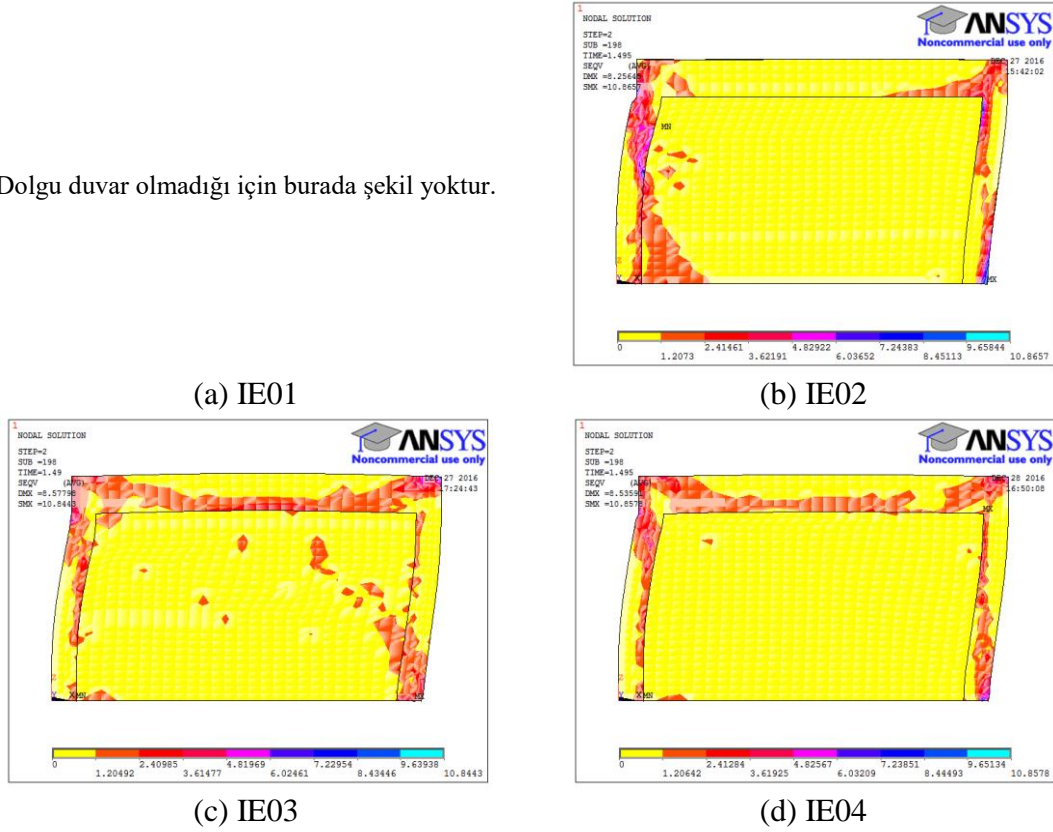 Dolgu duvar olmadığı için burada şekil yoktur.
(a) IE01
1
NODAL SOLUTION
STEP=2
SUB =198
TIME=1.495
SEQV (AVG)
DMX =8.2564
SMX =10.8657
ANSYS
Noncommercial use only
DEC 27 2016
15:42:02
MN
Z
Y X
MX
0 2.41461 4.82922 7.24383 9.65844
1.2073 3.62191 6.03652 8.45113 10.8657
(b) IE02
1
NODAL SOLUTION
STEP=2
SUB =198
TIME=1.49
SEQV (AVG)
DMX =8.57798
SMX =10.8443
ANSYS
Noncommercial use only
DEC 27 2016
17:24:43
Z
Y XMN
MX
0 2.40985 4.81969 7.22954 9.63938
1.20492 3.61477 6.02461 8.43446 10.8443
(c) IE03
1
NODAL SOLUTION
STEP=2
SUB =198
TIME=1.495
SEQV (AVG)
DMX =8.5359
SMX =10.8578
ANSYS
Noncommercial use only
DEC 28 2016
16:50:08
MX
Z
Y XMN
0 2.41284 4.82567 7.23851 9.65134
1.20642 3.61925 6.03209 8.44493 10.8578
(d) IE04